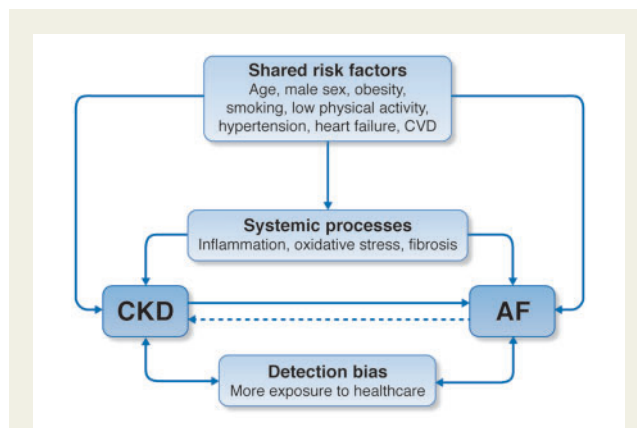 Shared risk factors
Age, male sex, obesity,
smoking, low physical activity,
hypertension, heart failure, CVD
Systemic processes
Inflammation, oxidative stress, fibrosis
CKD
AF
Detection bias
More exposure to healthcare